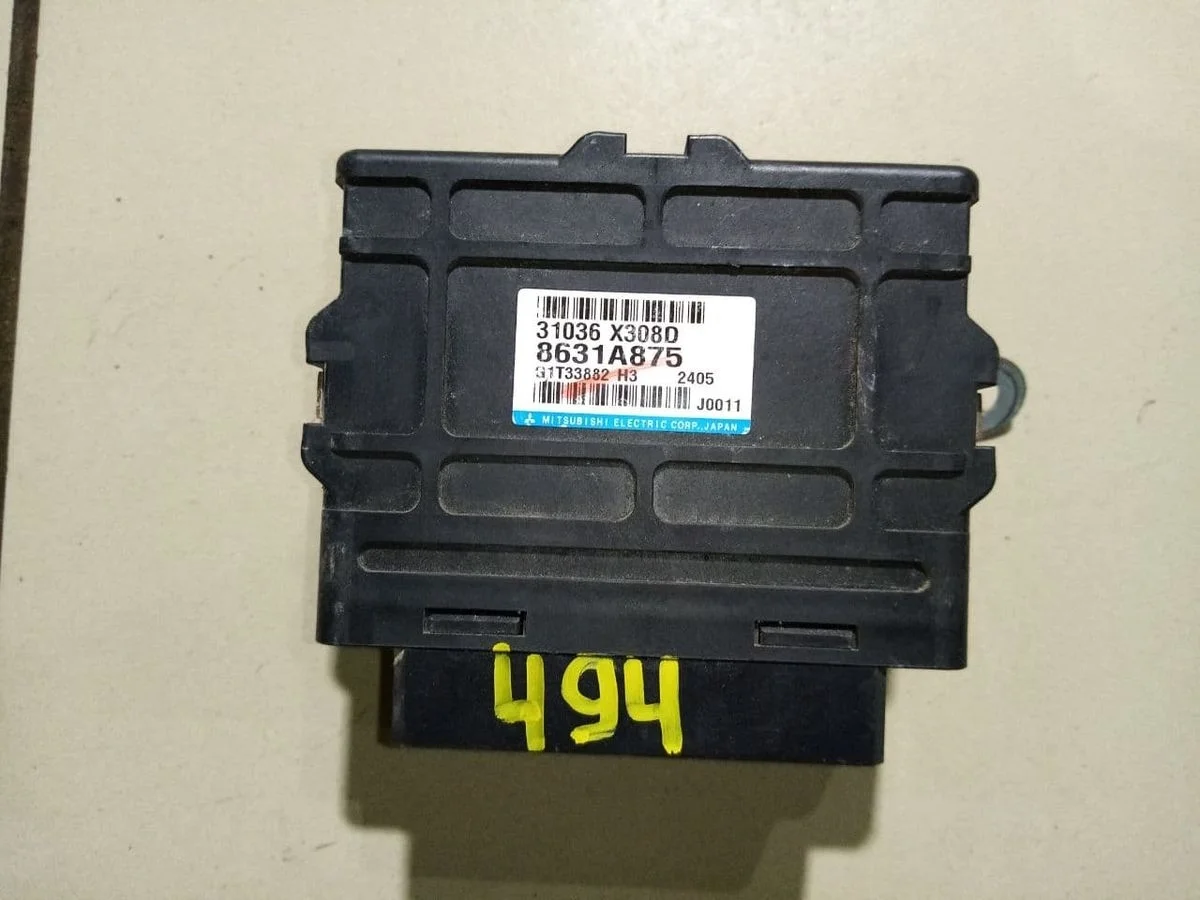 31036 X308D
8631A875
G1T33882 H3 2405
J0011
MITSUBISHI ELECTRIC CORP., JAPAN
494